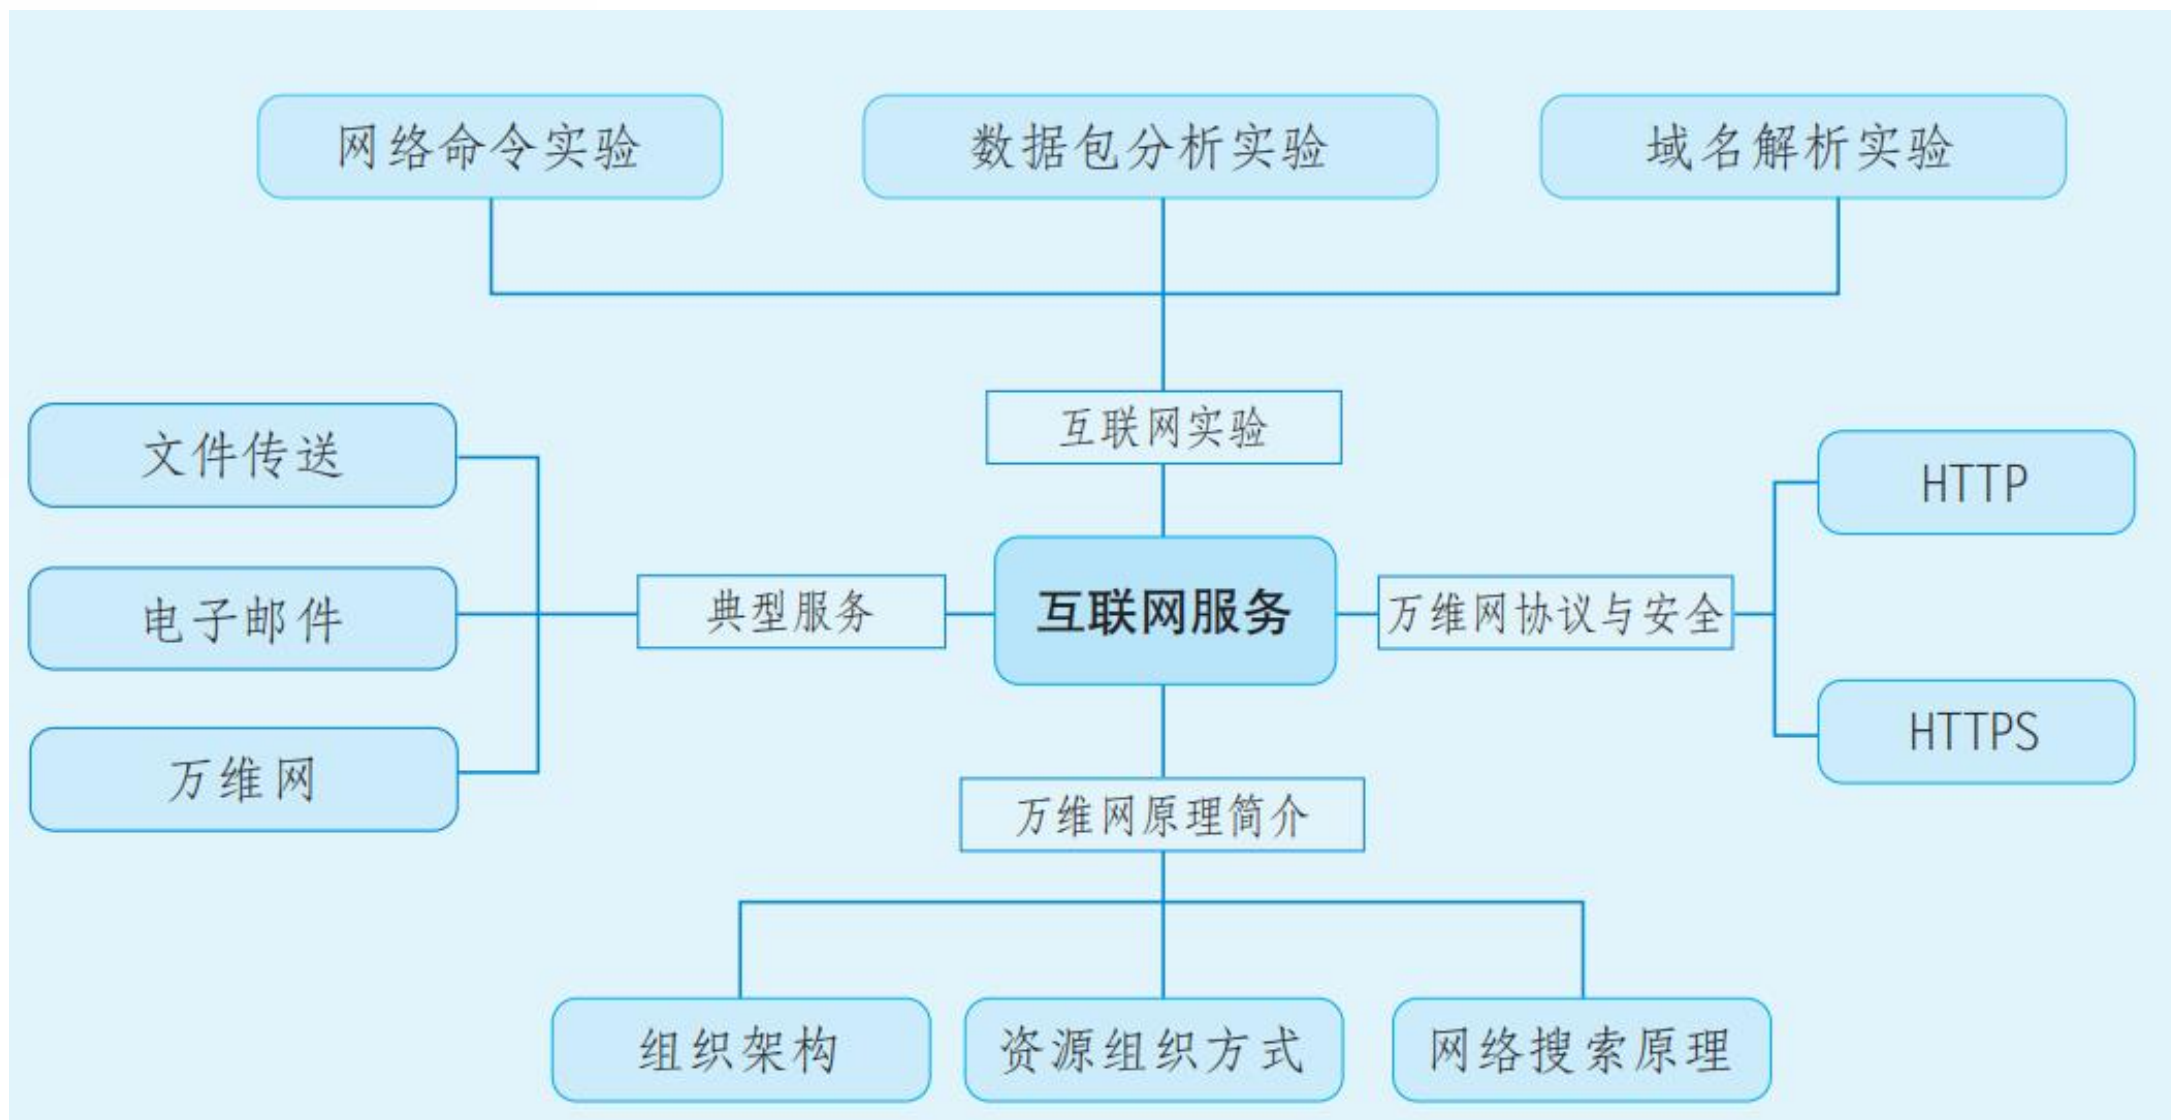 网络命令实验
数据包分析实验
域名解析实验
互联网实验
文件传送
HTTP
电子邮件
典型服务
互联网服务
万维网协议与安全
万维网
HTTPS
万维网原理简介
组织架构
资源组织方式
网络搜索原理